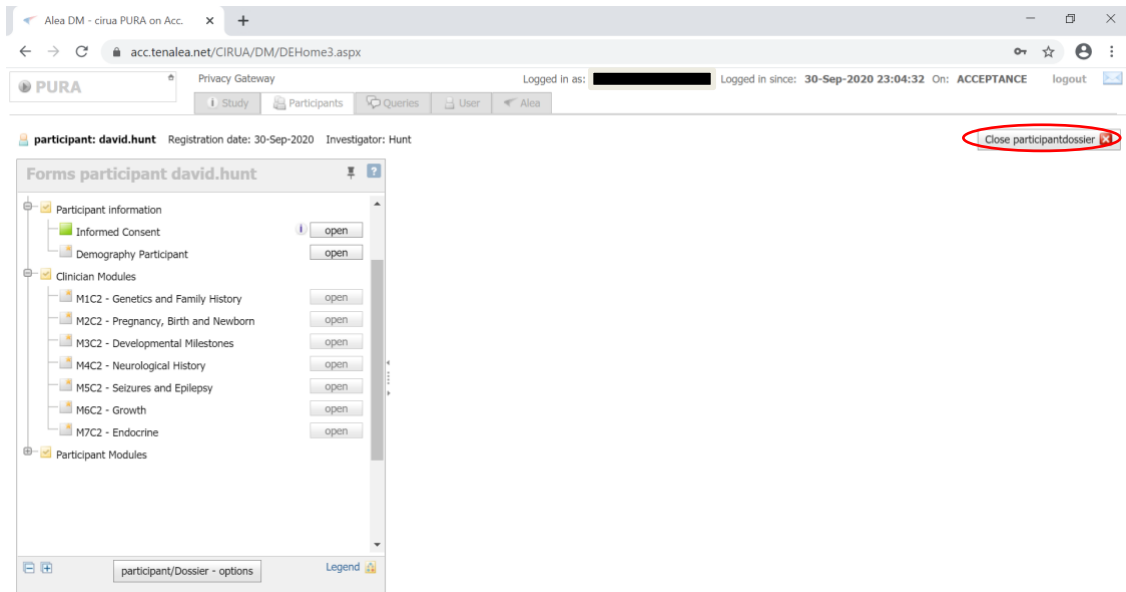 Alea DM - cirua PURA on Acc.
acc.tenalea.net/CIRUA/DM/DEHome3.aspx
PURA
Privacy Gateway
Logged in as:
Logged in since: 30-Sep-2020 23:04:32 On: ACCEPTANCE
logout
Study Participants Queries User Alea
participant: david.hunt Registration date: 30-Sep-2020 Investigator: Hunt
Close participantdossier
Forms participant david.hunt
Participant information
Informed Consent open
Demography Participant open
Clinician Modules
M1C2 - Genetics and Family History open
M2C2 - Pregnancy, Birth and Newborn open
M3C2 - Developmental Milestones open
M4C2 - Neurological History open
M5C2 - Seizures and Epilepsy open
M6C2 - Growth open
M7C2 - Endocrine open
Participant Modules
participant/Dossier - options
Legend